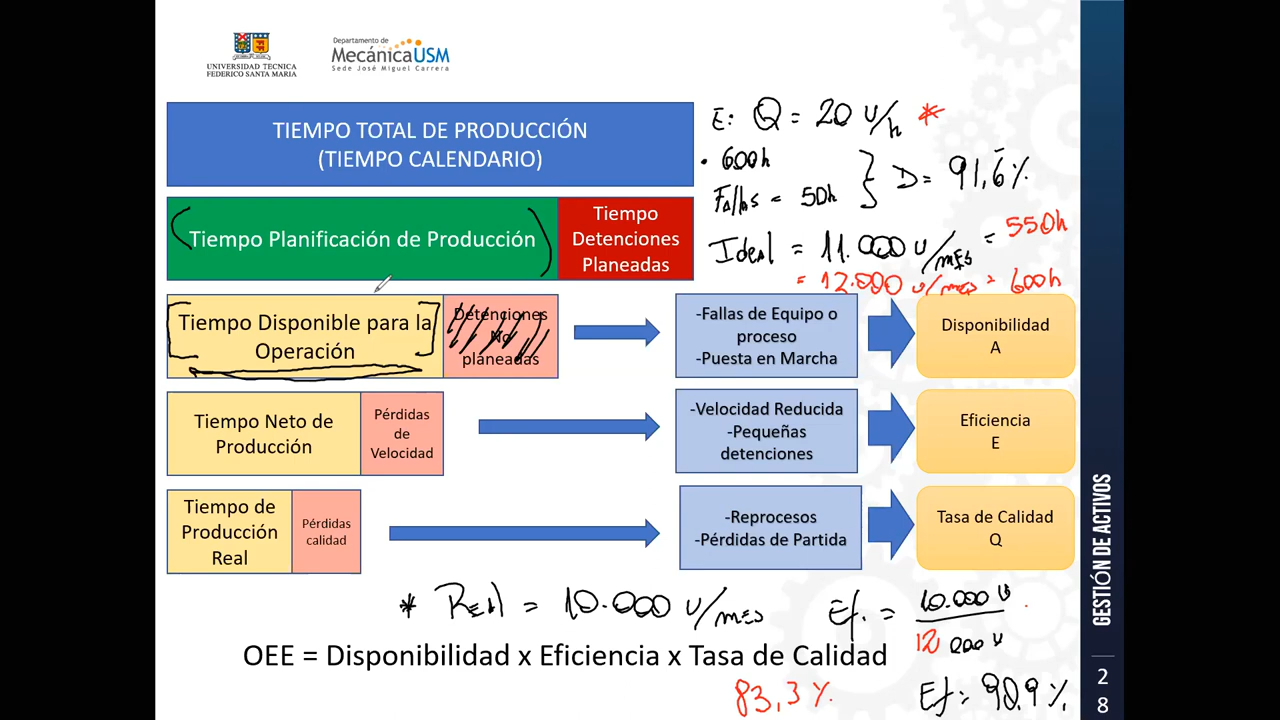 UNIVERSIDAD TECNICA
FEDERICO SANTA MARIA
Departamento de
MecánicaUSM
Sede José Miguel Carrera
TIEMPO TOTAL DE PRODUCCIÓN
(TIEMPO CALENDARIO)
E: Q = 20 U/h *
• 600h
Fallas = 50h
D = 91,6%
Ideal = 11.000 U/mes = 550h
= 12.000 U/mes = 600h
Tiempo Planificación de Producción
Tiempo
Detenciones
Planeadas
Tiempo Disponible para la
Operación
Detenciones
No
planeadas
-Fallas de Equipo o
proceso
-Puesta en Marcha
Disponibilidad
A
Tiempo Neto de
Producción
Pérdidas
de
Velocidad
-Velocidad Reducida
-Pequeñas
detenciones
Eficiencia
E
Tiempo de
Producción
Real
Pérdidas
calidad
-Reprocesos
-Pérdidas de Partida
Tasa de Calidad
Q
* Real = 10.000 U/mes
Ef. = 10.000 U
12 000 U
OEE = Disponibilidad x Eficiencia x Tasa de Calidad
83,3%
Ef = 90.9%
GESTIÓN DE ACTIVOS
2
8